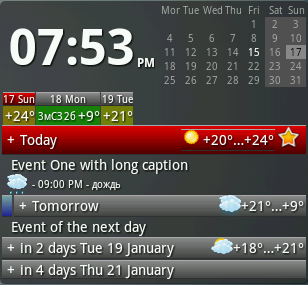 07:53 PM
Mon Tue Wed Thu Fri Sat Sun
1 2 3
4 5 6 7 8 9 10
11 12 13 14 15 16 17
18 19 20 21 22 23 24
25 26 27 28 29 30 31
17 Sun 18 Mon 19 Tue
+24° 3мС326 +9° +21°
+ Today +20°...+24°
Event One with long caption
- 09:00 PM - дождь
+ Tomorrow +21°...+9°
Event of the next day
+ in 2 days Tue 19 January +18°...+21°
+ in 4 days Thu 21 January